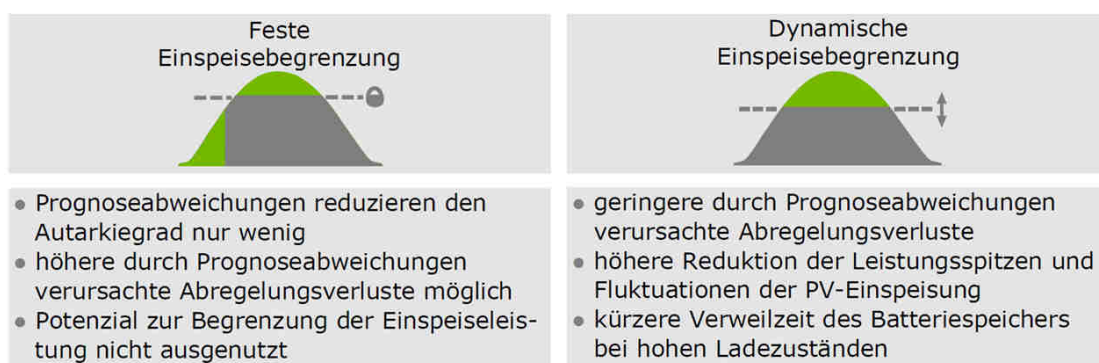 Feste
Einspeisebegrenzung
Dynamische
Einspeisebegrenzung
• Prognoseabweichungen reduzieren den
Autarkiegrad nur wenig
• höhere durch Prognoseabweichungen
verursachte Abregelungsverluste möglich
• Potenzial zur Begrenzung der Einspeiseleis-
tung nicht ausgenutzt
• geringere durch Prognoseabweichungen
verursachte Abregelungsverluste
• höhere Reduktion der Leistungsspitzen und
Fluktuationen der PV-Einspeisung
• kürzere Verweilzeit des Batteriespeichers
bei hohen Ladezuständen